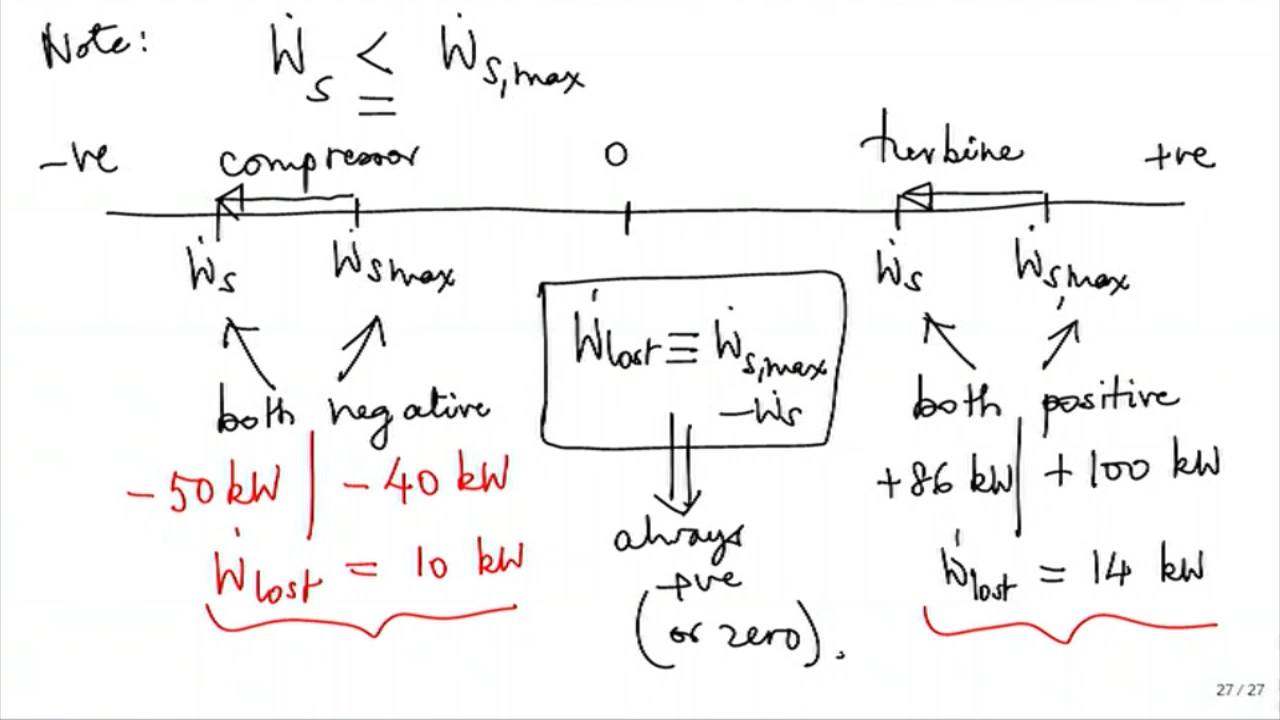 Note: Ẇs ≤ Ẇs,max
-ve compressor 0 turbine +ve
Ẇs Ẇsmax Ẇs Ẇs,max
Ẇlost ≡ Ẇs,max
-Ẇs
both negative both positive
-50 kW | -40 kW +86 kW | +100 kW
always
+ve
(or zero).
Ẇlost = 10 kW Ẇlost = 14 kW
27 / 27